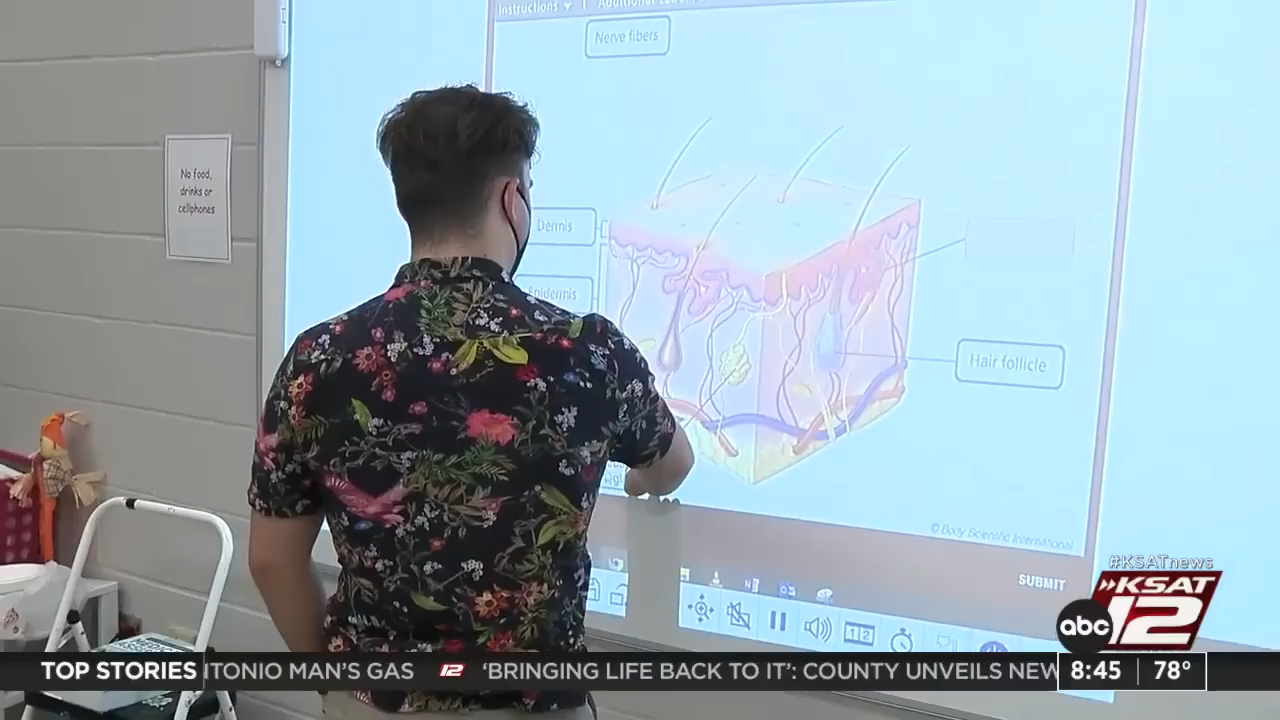 Instructions
Nerve fibers
No food,
drinks or
cellphones
Dermis
Epidermis
Hair follicle
© Body Scientific International
SUBMIT
#KSATnews
KSAT
abc 12
TOP STORIES
NTONIO MAN'S GAS 12 'BRINGING LIFE BACK TO IT': COUNTY UNVEILS NEW
8:45 78°